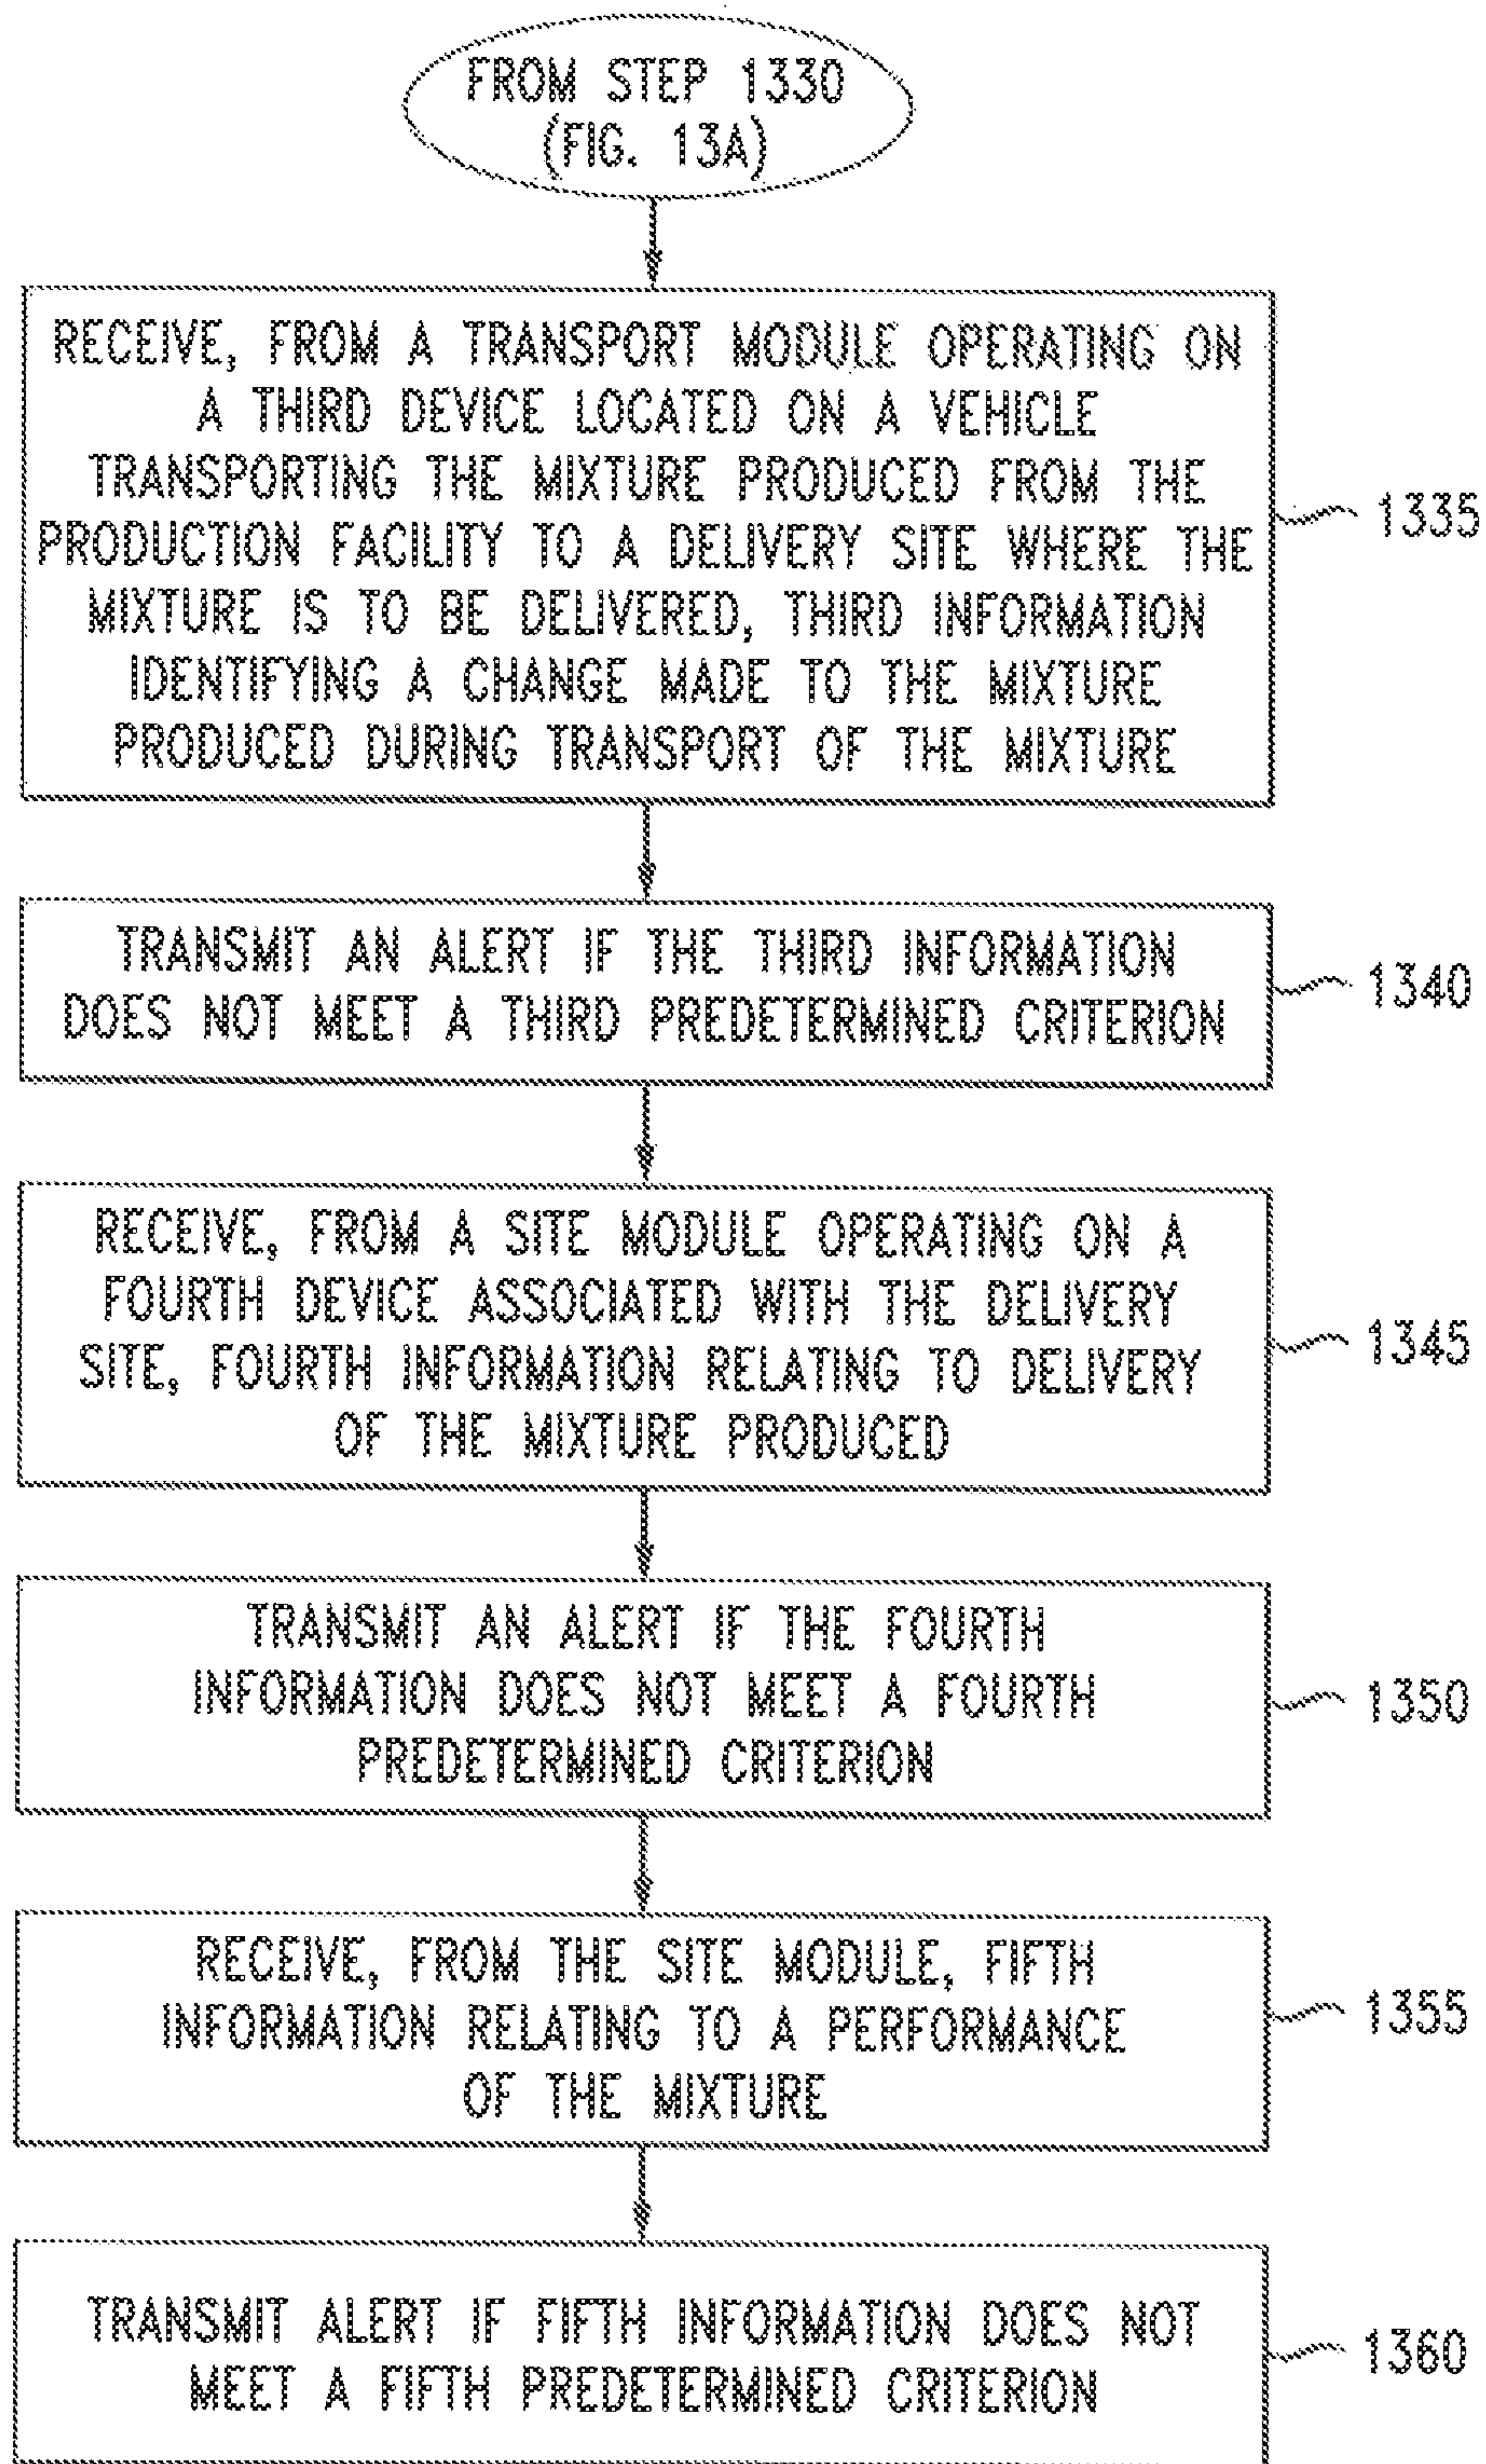 FROM STEP 1330
(FIG. 13A)
RECEIVE, FROM A TRANSPORT MODULE OPERATING ON
A THIRD DEVICE LOCATED ON A VEHICLE
TRANSPORTING THE MIXTURE PRODUCED FROM THE
PRODUCTION FACILITY TO A DELIVERY SITE WHERE THE
MIXTURE IS TO BE DELIVERED, THIRD INFORMATION
IDENTIFYING A CHANGE MADE TO THE MIXTURE
PRODUCED DURING TRANSPORT OF THE MIXTURE
1335
TRANSMIT AN ALERT IF THE THIRD INFORMATION
DOES NOT MEET A THIRD PREDETERMINED CRITERION
1340
RECEIVE, FROM A SITE MODULE OPERATING ON A
FOURTH DEVICE ASSOCIATED WITH THE DELIVERY
SITE, FOURTH INFORMATION RELATING TO DELIVERY
OF THE MIXTURE PRODUCED
1345
TRANSMIT AN ALERT IF THE FOURTH
INFORMATION DOES NOT MEET A FOURTH
PREDETERMINED CRITERION
1350
RECEIVE, FROM THE SITE MODULE, FIFTH
INFORMATION RELATING TO A PERFORMANCE
OF THE MIXTURE
1355
TRANSMIT ALERT IF FIFTH INFORMATION DOES NOT
MEET A FIFTH PREDETERMINED CRITERION
1360